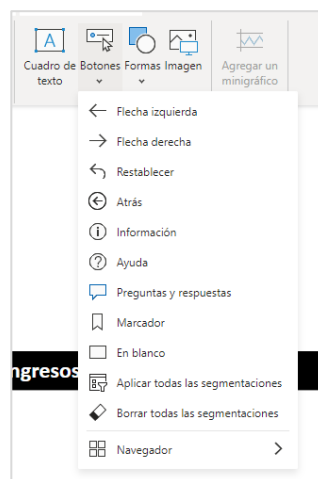 Cuadro de texto
Botones
Formas
Imagen
Agregar un minigráfico
Flecha izquierda
Flecha derecha
Restablecer
Atrás
Información
Ayuda
Preguntas y respuestas
Marcador
En blanco
ngresos
Aplicar todas las segmentaciones
Borrar todas las segmentaciones
Navegador